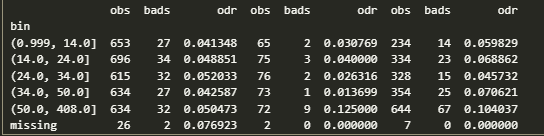 obs bads odr obs bads odr obs bads odr
bin
(0.999, 14.0] 653 27 0.041348 65 2 0.030769 234 14 0.059829
(14.0, 24.0] 696 34 0.048851 75 3 0.040000 334 23 0.068862
(24.0, 34.0] 615 32 0.052033 76 2 0.026316 328 15 0.045732
(34.0, 50.0] 634 27 0.042587 73 1 0.013699 354 25 0.070621
(50.0, 408.0] 634 32 0.050473 72 9 0.125000 644 67 0.104037
missing 26 2 0.076923 2 0 0.000000 7 0 0.000000